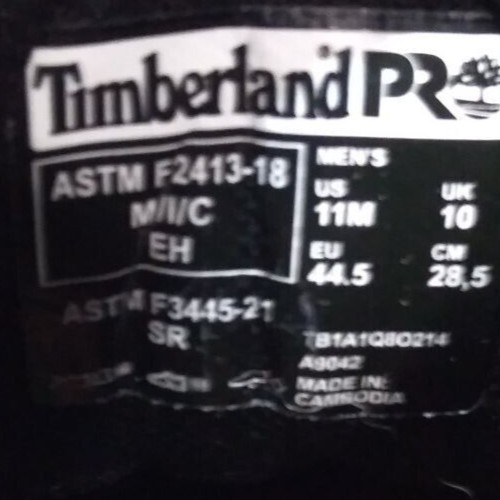 Timberland PRO
ASTM F2413-18
M/I/C
EH
ASTM F3445-21
SR
MEN'S
US UK
11M 10
EU CM
44.5 28,5
TB1A1Q8O214
A9042
MADE IN:
CAMBODIA